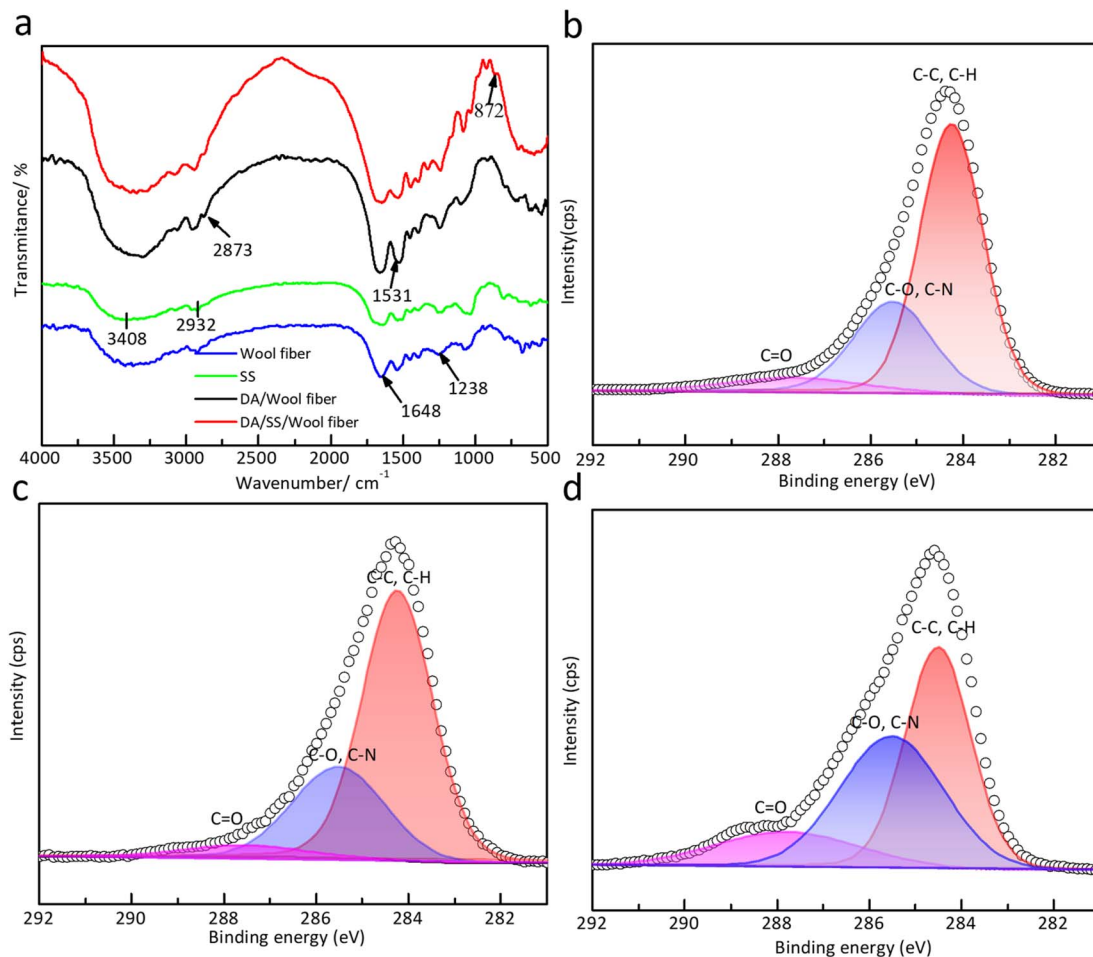 a
Transmitance/ %
872
2873
1531
3408
2932
Wool fiber
SS
DA/Wool fiber
DA/SS/Wool fiber
1238
1648
4000 3500 3000 2500 2000 1500 1000 500
Wavenumber/ cm⁻¹
b
Intensity(cps)
C-C, C-H
C-O, C-N
C=O
292 290 288 286 284 282
Binding energy (eV)
c
Intensity (cps)
C-C, C-H
C-O, C-N
C=O
292 290 288 286 284 282
Binding energy (eV)
d
Intensity (cps)
C-C, C-H
C-O, C-N
C=O
292 290 288 286 284 282
Binding energy (eV)